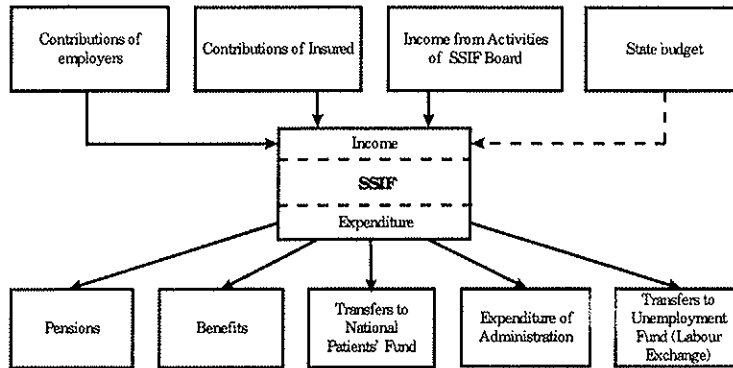 Contributions of
employers
Contributions of Insured
Income from Activities
of SSIF Board
State budget
Income
SSIF
Expenditure
Pensions
Benefits
Transfers to
National
Patients' Fund
Expenditure of
Administration
Transfers to
Unemployment
Fund (Labour
Exchange)